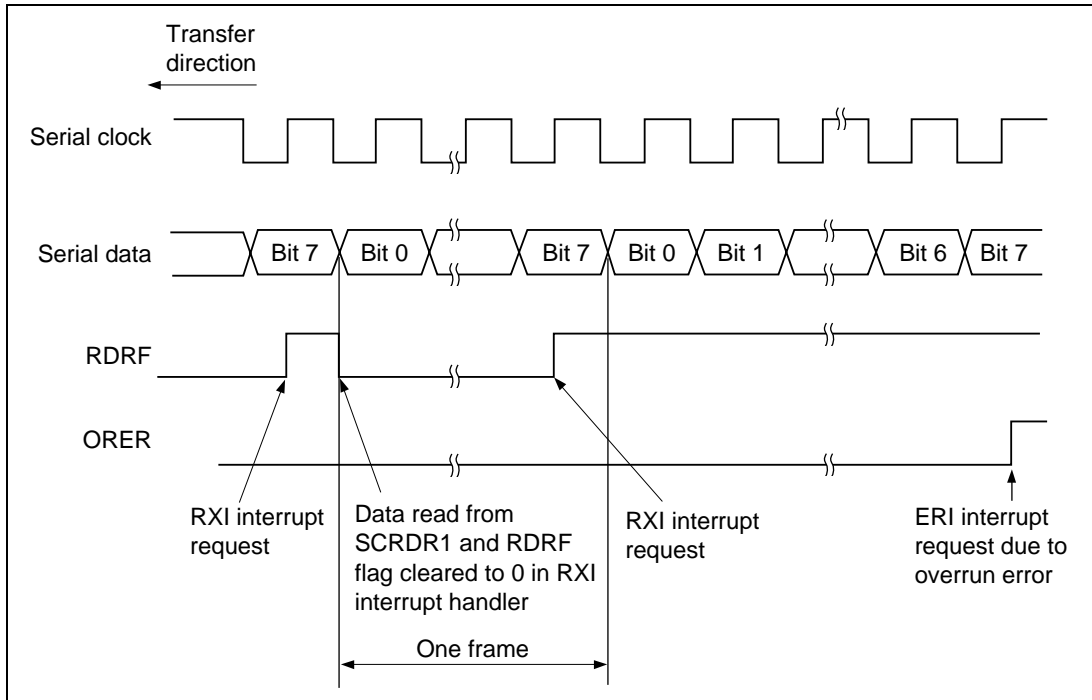 Transfer
direction
Serial clock
Serial data
Bit 7
Bit 0
Bit 7
Bit 0
Bit 1
Bit 6
Bit 7
RDRF
ORER
RXI interrupt
request
Data read from
SCRDR1 and RDRF
flag cleared to 0 in RXI
interrupt handler
RXI interrupt
request
ERI interrupt
request due to
overrun error
One frame